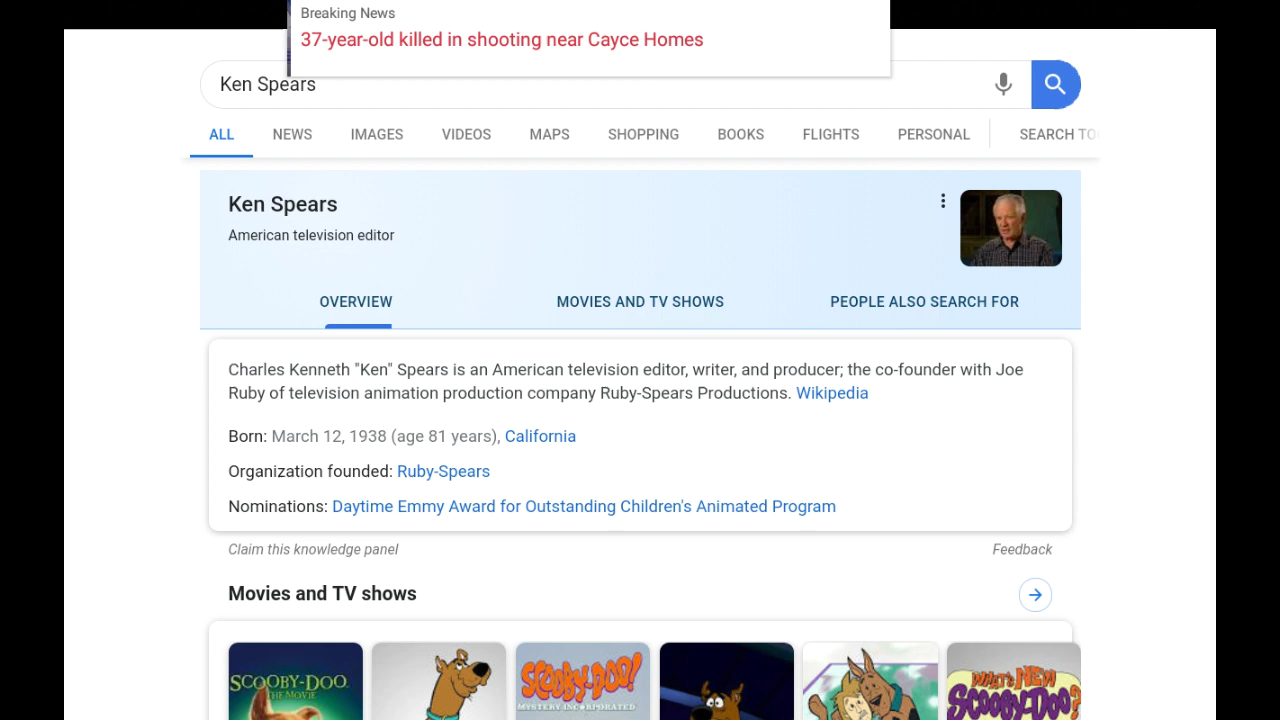 Breaking News
37-year-old killed in shooting near Cayce Homes
Ken Spears
ALL NEWS IMAGES VIDEOS MAPS SHOPPING BOOKS FLIGHTS PERSONAL SEARCH TO
Ken Spears
American television editor
OVERVIEW MOVIES AND TV SHOWS PEOPLE ALSO SEARCH FOR
Charles Kenneth "Ken" Spears is an American television editor, writer, and producer; the co-founder with Joe
Ruby of television animation production company Ruby-Spears Productions. Wikipedia
Born: March 12, 1938 (age 81 years), California
Organization founded: Ruby-Spears
Nominations: Daytime Emmy Award for Outstanding Children's Animated Program
Claim this knowledge panel Feedback
Movies and TV shows
SCOOBY-DOO
THE MOVIE
SCOOBY-DOO!
MYSTERY INCORPORATED
WHAT'S NEW
SCOOBY-DOO?